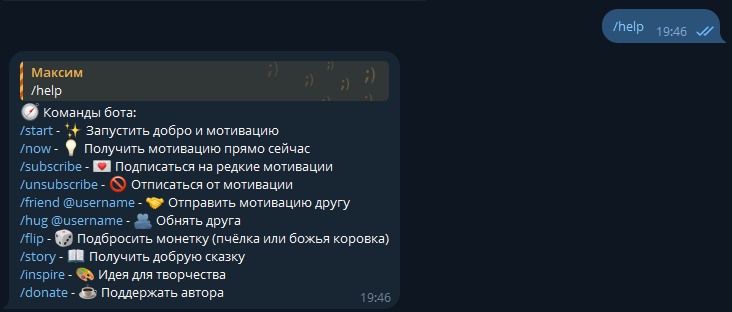 /help 19:46
Максим
/help
🧭 Команды бота:
/start - ✨ Запустить добро и мотивацию
/now - 💡 Получить мотивацию прямо сейчас
/subscribe - 💌 Подписаться на редкие мотивации
/unsubscribe - 🚫 Отписаться от мотивации
/friend @username - 🤝 Отправить мотивацию другу
/hug @username - 🫂 Обнять друга
/flip - 🎲 Подбросить монетку (пчёлка или божья коровка)
/story - 📖 Получить добрую сказку
/inspire - 🎨 Идея для творчества
/donate - ☕ Поддержать автора
19:46